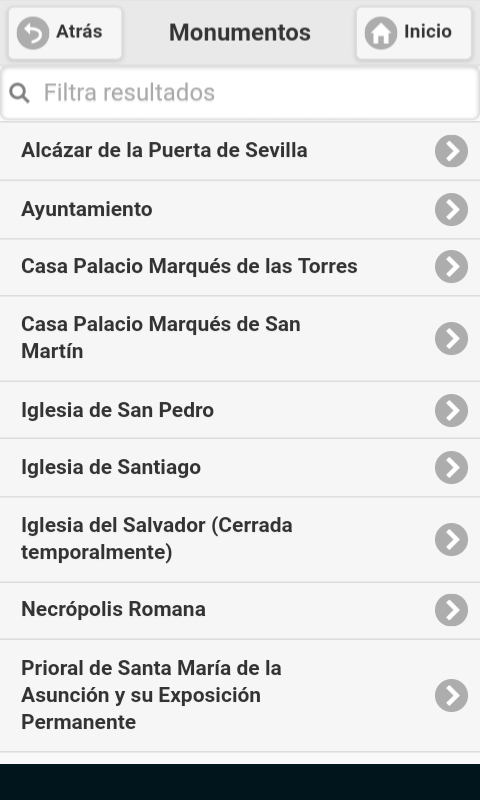 Atrás
Monumentos
Inicio
Filtra resultados
Alcázar de la Puerta de Sevilla
Ayuntamiento
Casa Palacio Marqués de las Torres
Casa Palacio Marqués de San
Martín
Iglesia de San Pedro
Iglesia de Santiago
Iglesia del Salvador (Cerrada
temporalmente)
Necrópolis Romana
Prioral de Santa María de la
Asunción y su Exposición
Permanente